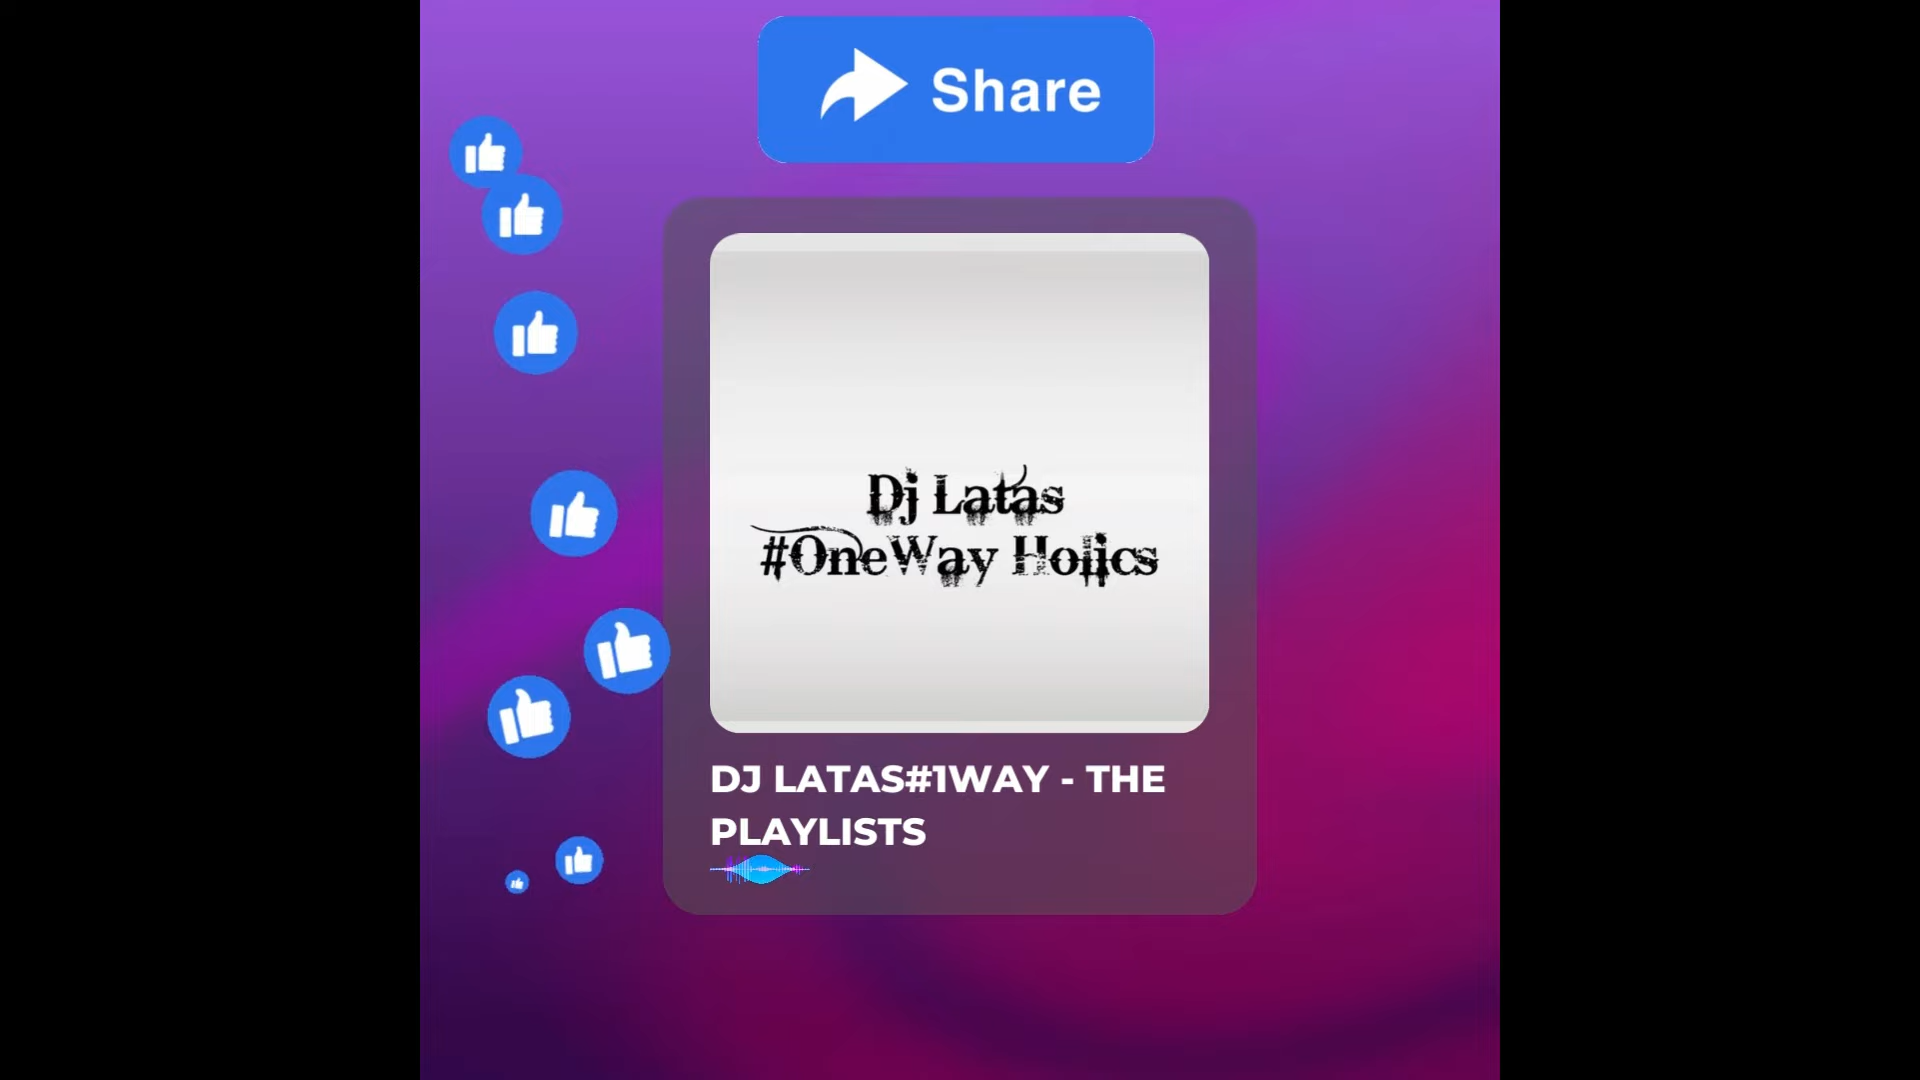 Share
Dj Latas
#OneWay Holics
DJ LATAS#1WAY - THE
PLAYLISTS